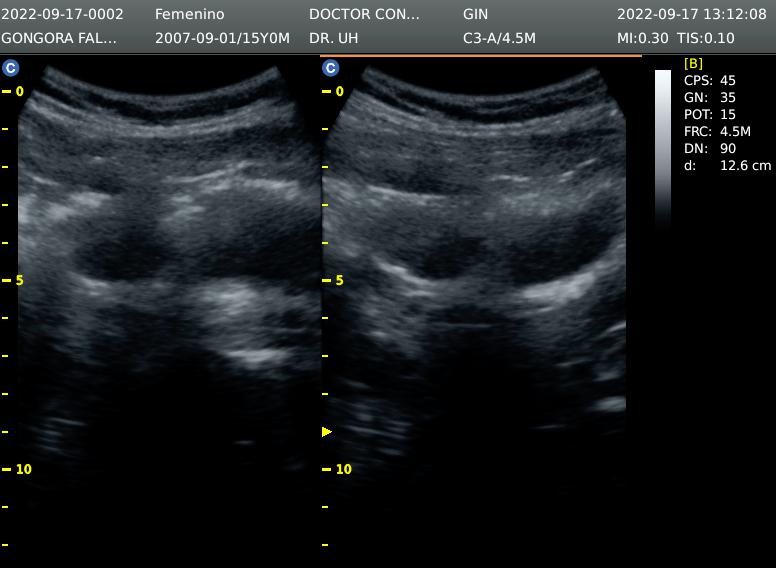 2022-09-17-0002 Femenino DOCTOR CON... GIN 2022-09-17 13:12:08
GONGORA FAL... 2007-09-01/15Y0M DR. UH C3-A/4.5M MI:0.30 TIS:0.10
C C
[B]
CPS: 45
GN: 35
POT: 15
FRC: 4.5M
DN: 90
d: 12.6 cm
0 0
5 5
10 10